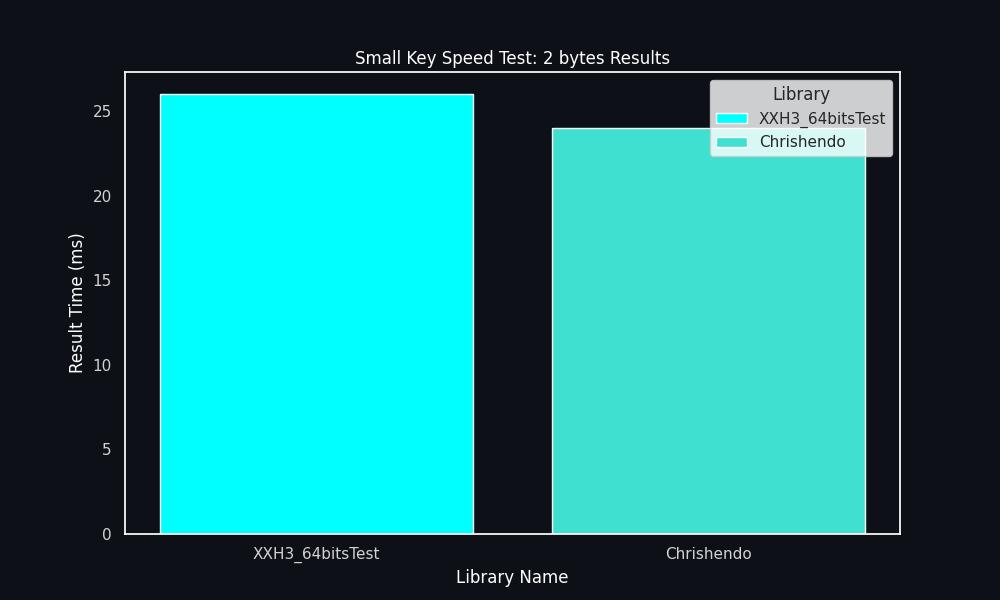 Small Key Speed Test: 2 bytes Results
Library
XXH3_64bitsTest
Chrishendo
Result Time (ms)
25
20
15
10
5
0
XXH3_64bitsTest
Chrishendo
Library Name